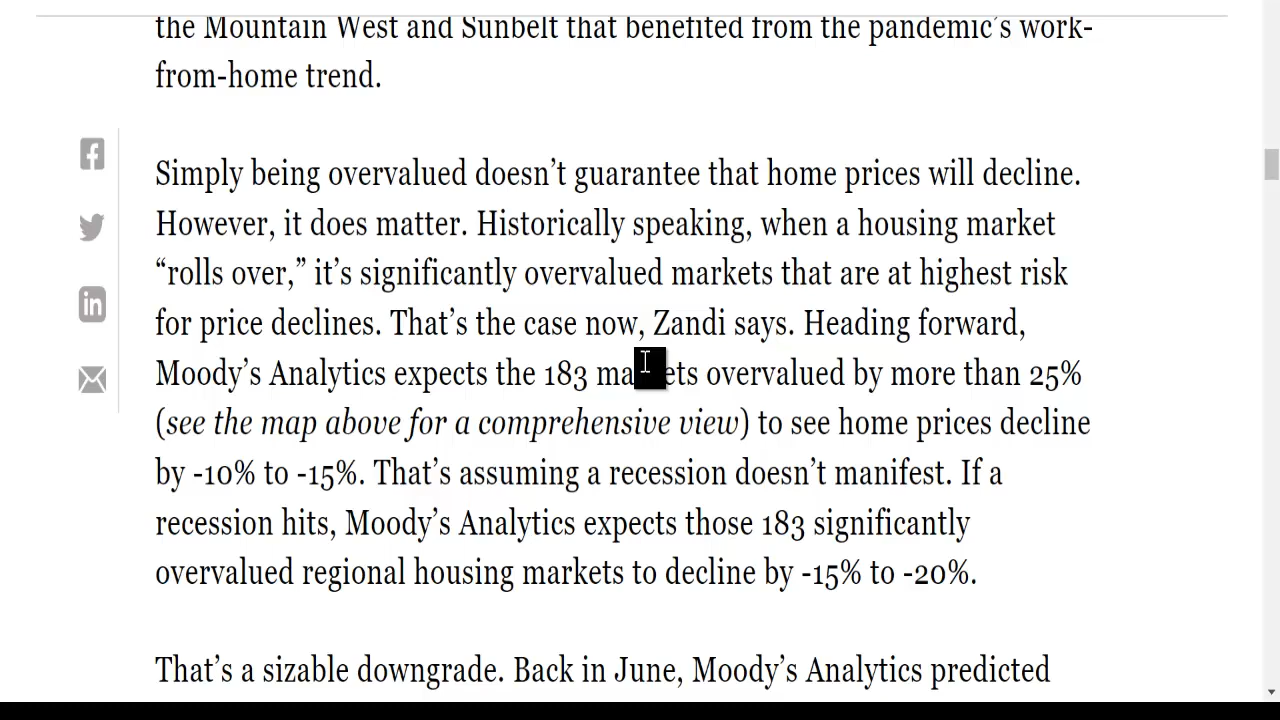 the Mountain West and Sunbelt that benefited from the pandemic’s work-
from-home trend.
Simply being overvalued doesn’t guarantee that home prices will decline.
However, it does matter. Historically speaking, when a housing market
“rolls over,” it’s significantly overvalued markets that are at highest risk
for price declines. That’s the case now, Zandi says. Heading forward,
Moody’s Analytics expects the 183 markets overvalued by more than 25%
(see the map above for a comprehensive view) to see home prices decline
by -10% to -15%. That’s assuming a recession doesn’t manifest. If a
recession hits, Moody’s Analytics expects those 183 significantly
overvalued regional housing markets to decline by -15% to -20%.
That’s a sizable downgrade. Back in June, Moody’s Analytics predicted